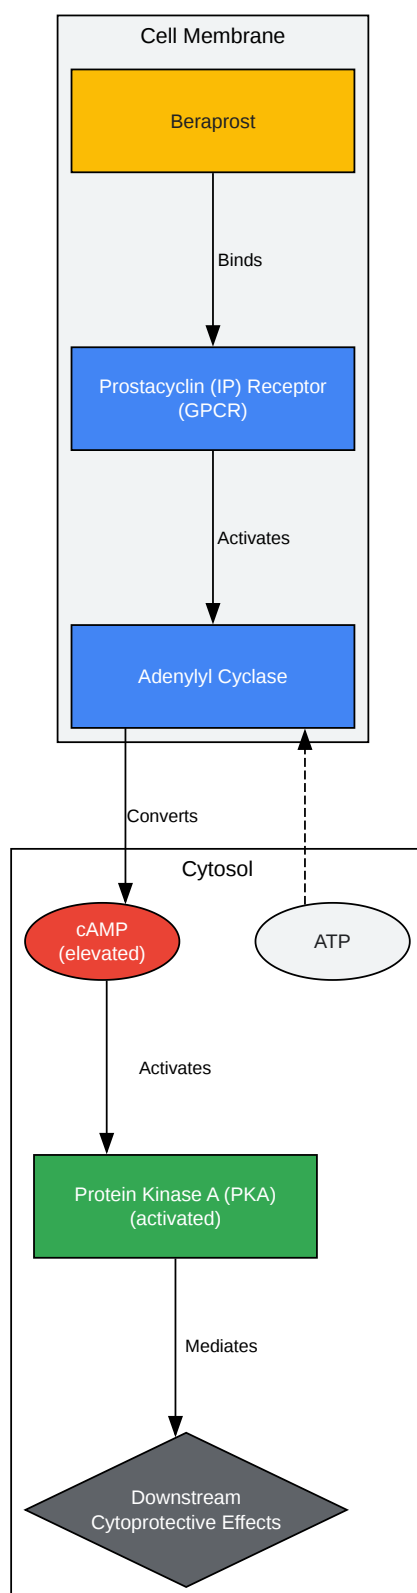 Cell Membrane
Beraprost
Binds
Prostacyclin (IP) Receptor
(GPCR)
Activates
Adenylyl Cyclase
Converts
Cytosol
cAMP
(elevated)
ATP
Activates
Protein Kinase A (PKA)
(activated)
Mediates
Downstream
Cytoprotective Effects